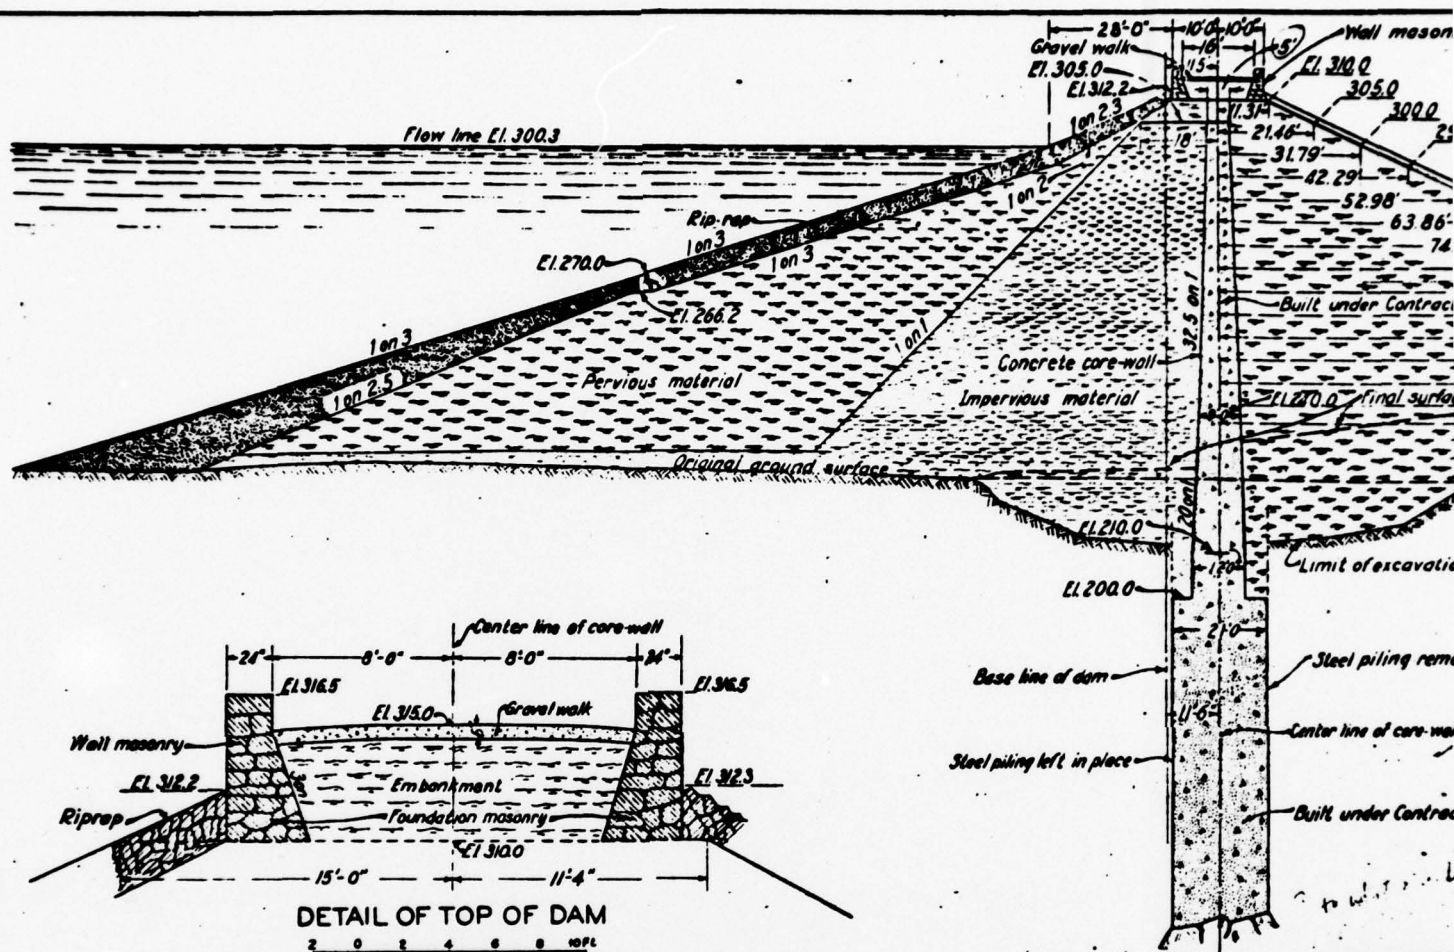 28'-0" 10'0" 10'0"
16'
5'
Gravel walk
15
El. 305.0
El. 310.0
El. 312.2
305.0
300.0
Flow line El. 300.3
1 on 2.3
11.31'
21.46'
18"
31.79'
1 on 2
42.29'
52.98'
Rip-rap
63.86'
1 on 3
1 on 3
74
El. 270.0
El. 266.2
Built under Contract
1 on 3
1 on 1
32.5 on 1
Concrete core-wall
1 on 2.5
Pervious material
Impervious material
Final surface
Original ground surface
20 on 1
El. 210.0
12'0"
Limit of excavation
El. 200.0
21'-0"
Center line of core-wall
24" 8'-0" 8'-0" 24"
Steel piling
Base line of dam
El. 316.5
El. 316.5
El. 315.0
Gravel walk
11'-6"
Wall masonry
Center line of core-wall
Steel piling left in place
El. 312.2
Embankment
El. 312.3
Riprap
Foundation masonry
Built under Contract
El. 310.0
15'-0" 11'-4"
DETAIL OF TOP OF DAM
2 0 2 4 6 8 10 Ft.